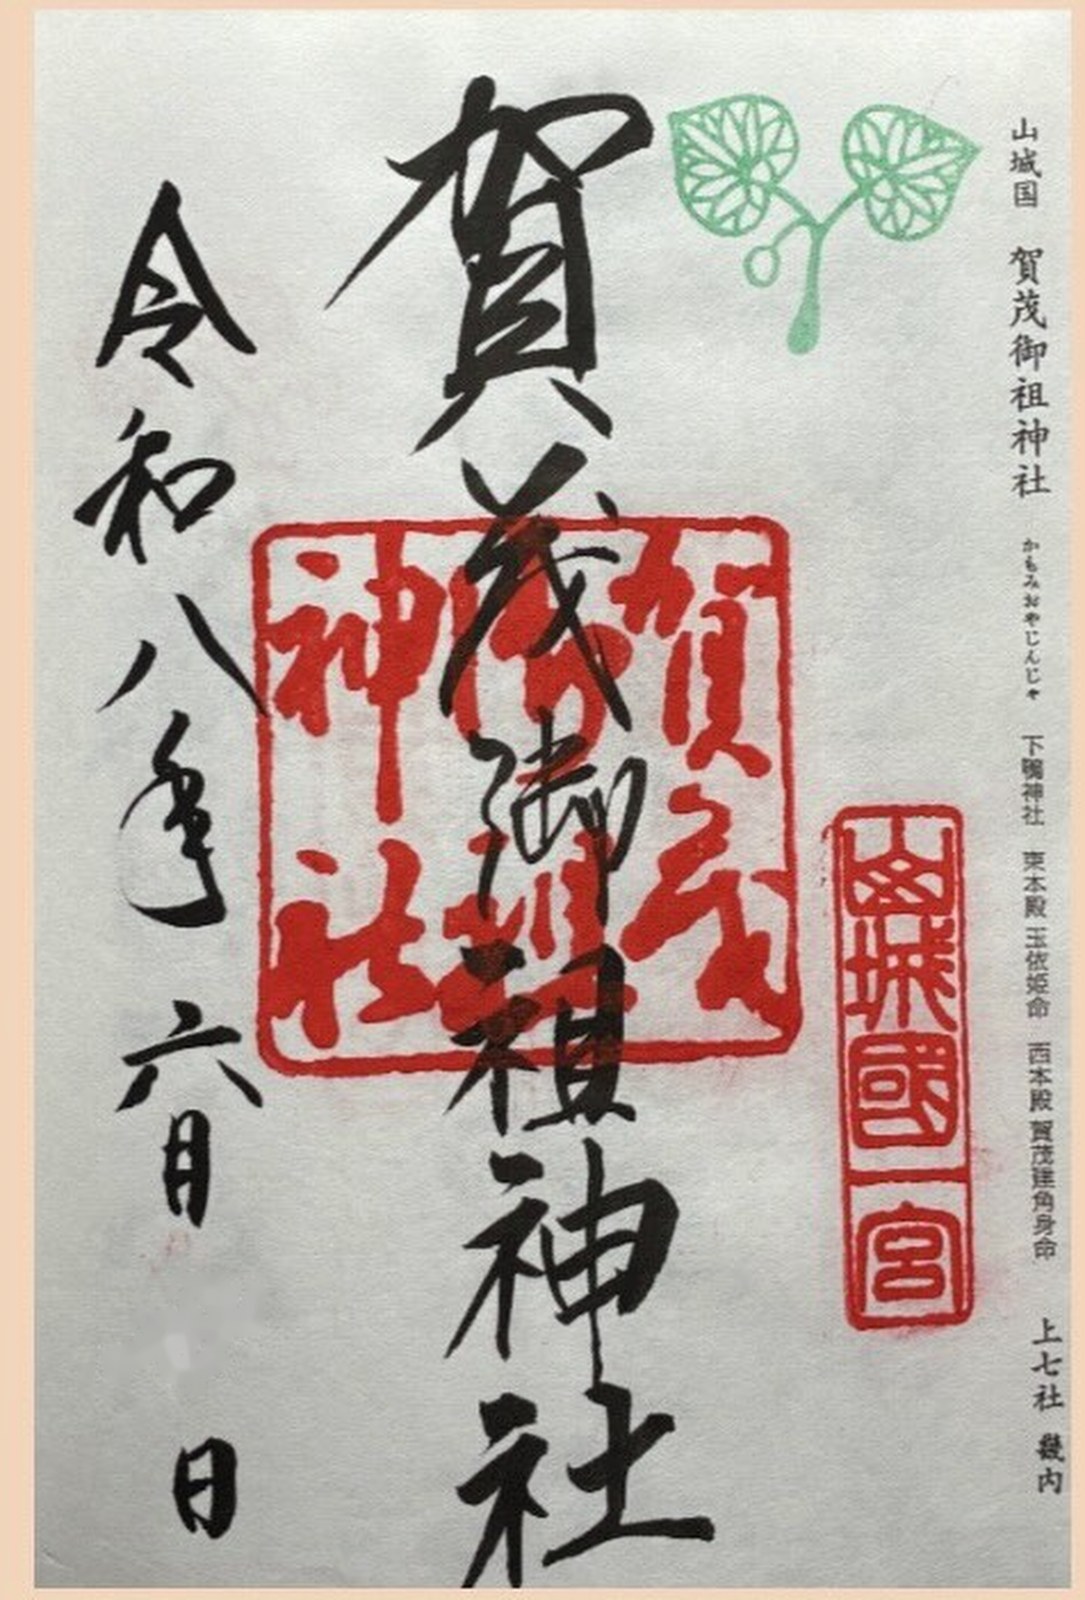 山城国 賀茂御祖神社 かもみおやじんじゃ 下鴨神社 東本殿 玉依姫命 西本殿 賀茂建角身命 上七社 畿内
山城國一宮
賀茂御祖神社
賀茂
御祖
神社
令和八年 六月 日